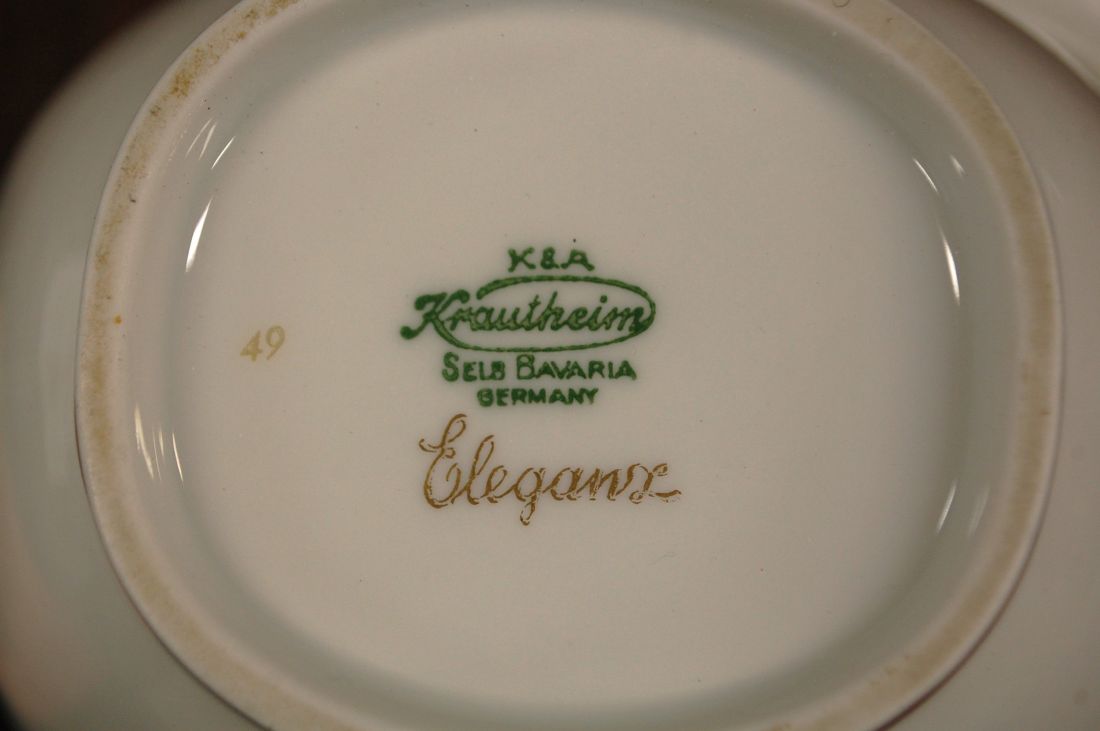 K&A
Krautheim
SELB BAVARIA
GERMANY
49
Eleganz